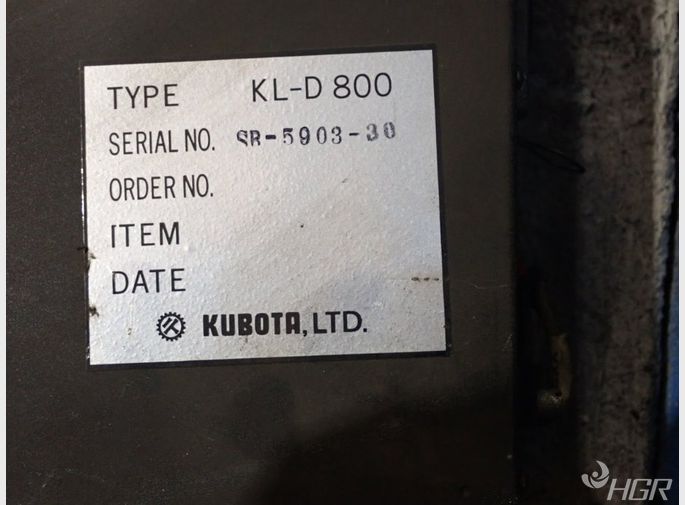 TYPE KL-D 800
SERIAL NO. SR-5903-30
ORDER NO.
ITEM
DATE
KUBOTA, LTD.
HGR